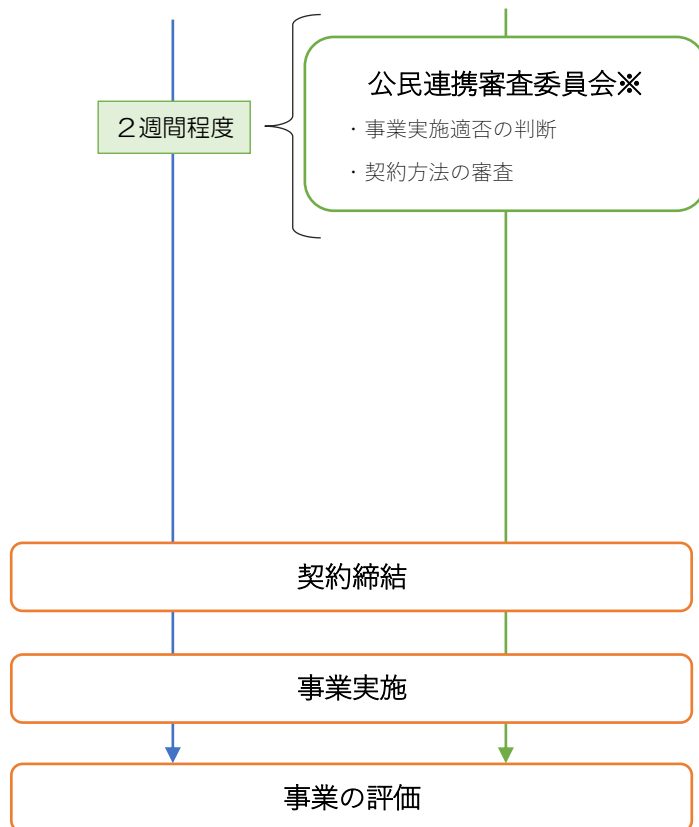 公民連携審査委員会※
２週間程度
・事業実施適否の判断
・契約方法の審査
契約締結
事業実施
事業の評価